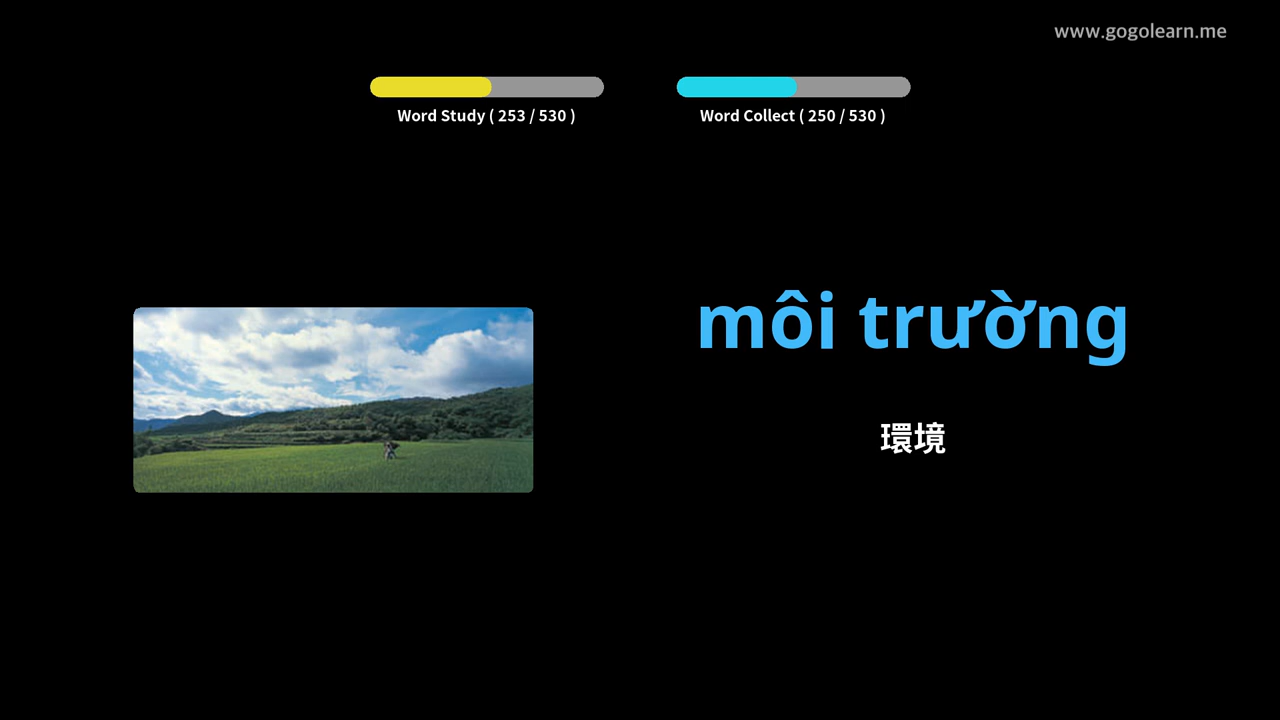 www.gogolearn.me
Word Study ( 253 / 530 )
Word Collect ( 250 / 530 )
môi trường
環境